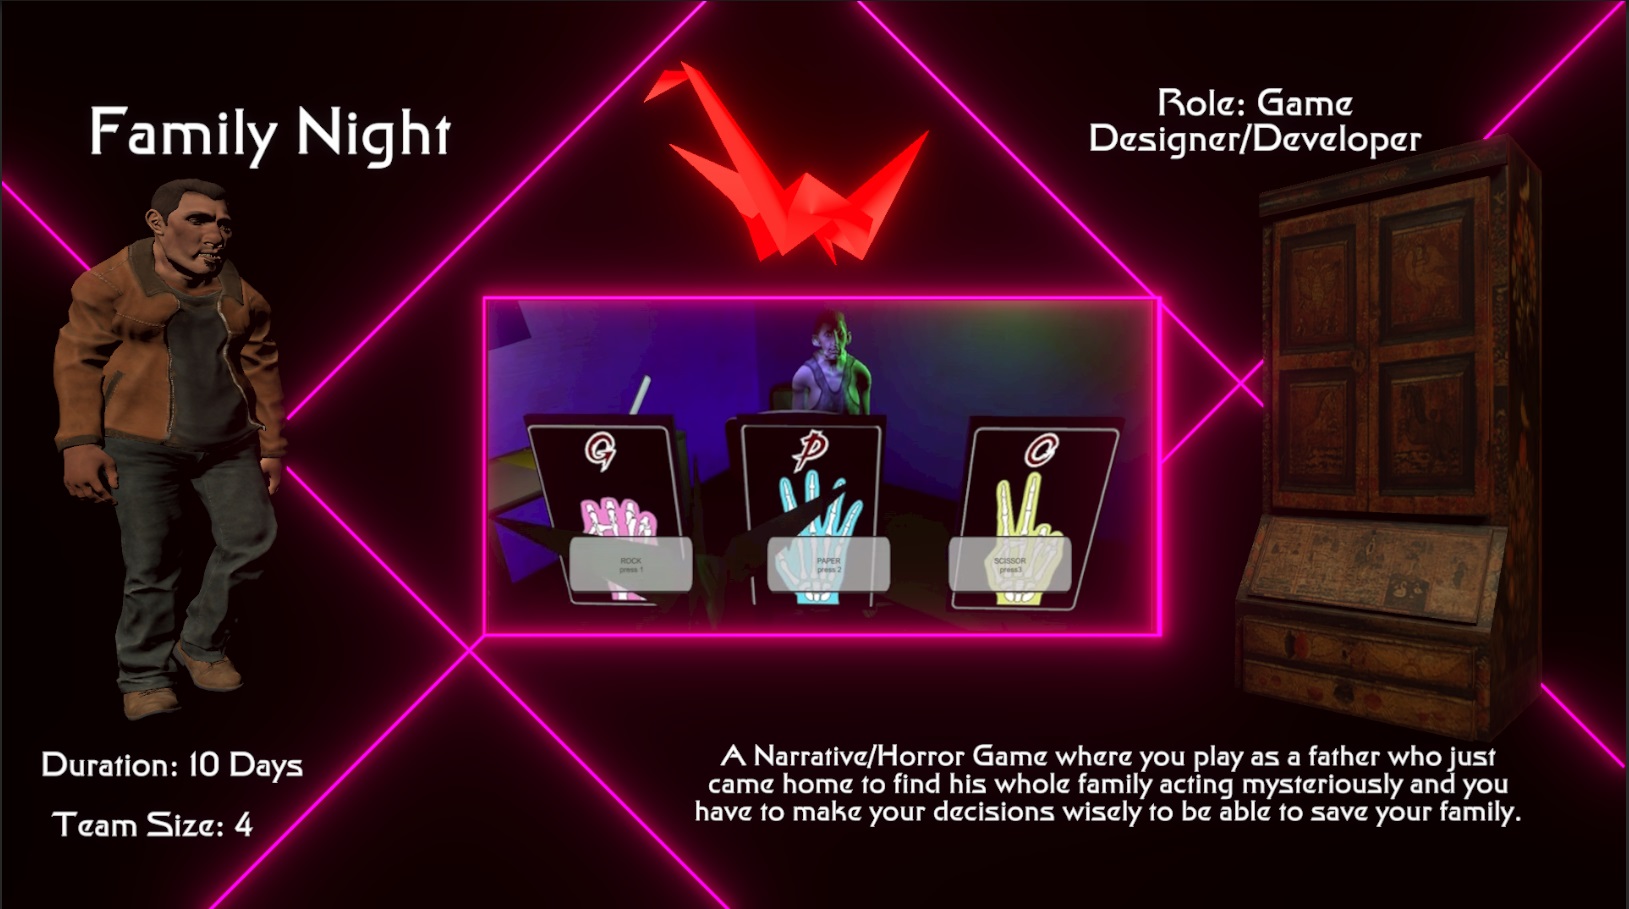 Family Night
Role: Game
Designer/Developer
G
P
C
ROCK
press 1
PAPER
press 2
SCISSOR
press3
Duration: 10 Days
Team Size: 4
A Narrative/Horror Game where you play as a father who just
came home to find his whole family acting mysteriously and you
have to make your decisions wisely to be able to save your family.